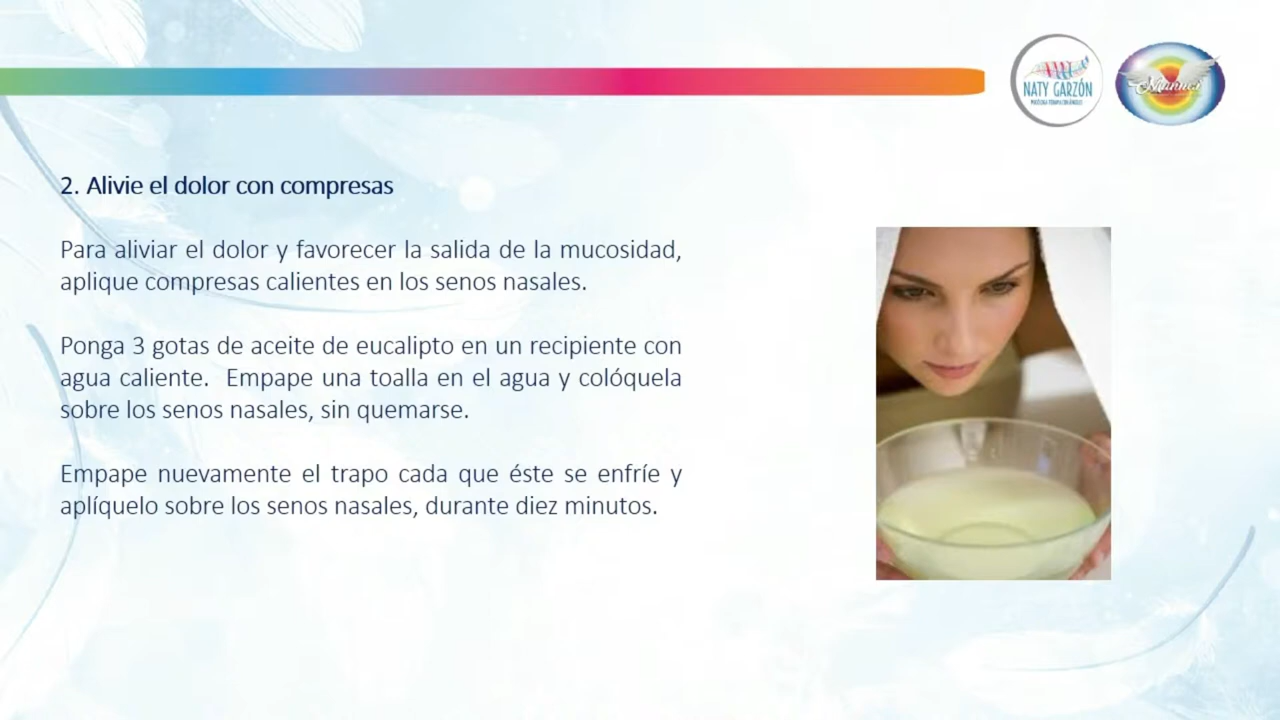 NATY GARZÓN
2. Alivie el dolor con compresas
Para aliviar el dolor y favorecer la salida de la mucosidad,
aplique compresas calientes en los senos nasales.
Ponga 3 gotas de aceite de eucalipto en un recipiente con
agua caliente. Empape una toalla en el agua y colóquela
sobre los senos nasales, sin quemarse.
Empape nuevamente el trapo cada que éste se enfríe y
aplíquelo sobre los senos nasales, durante diez minutos.